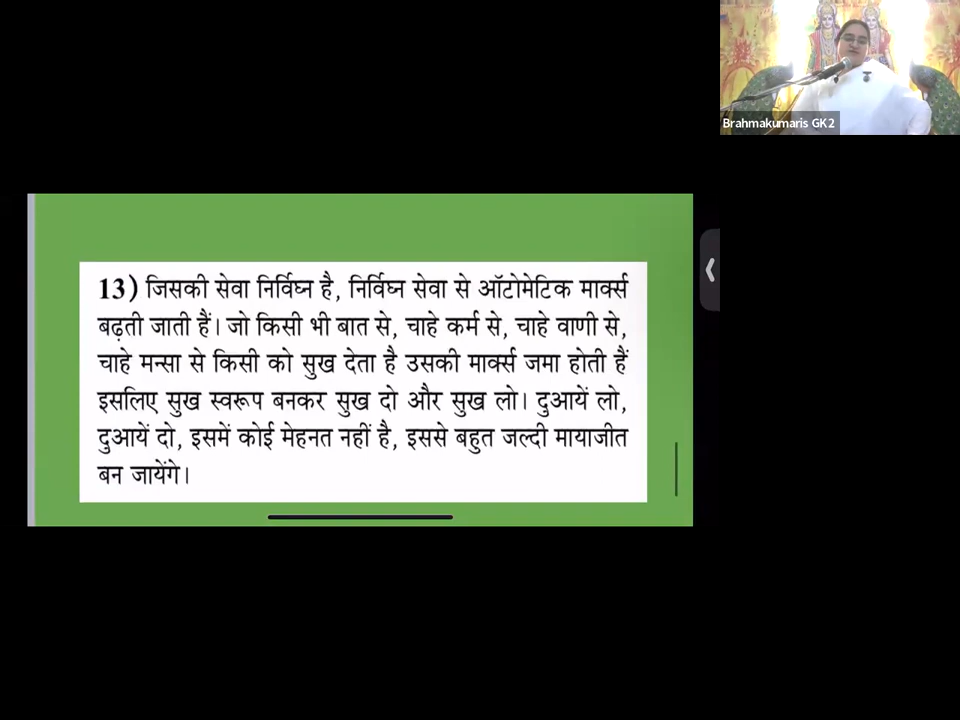 Brahmakumaris GK2
13) जिसकी सेवा निर्विघ्न है, निर्विघ्न सेवा से ऑटोमेटिक मार्क्स
बढ़ती जाती हैं। जो किसी भी बात से, चाहे कर्म से, चाहे वाणी से,
चाहे मन्सा से किसी को सुख देता है उसकी मार्क्स जमा होती हैं
इसलिए सुख स्वरूप बनकर सुख दो और सुख लो। दुआयें लो,
दुआयें दो, इसमें कोई मेहनत नहीं है, इससे बहुत जल्दी मायाजीत
बन जायेंगे।